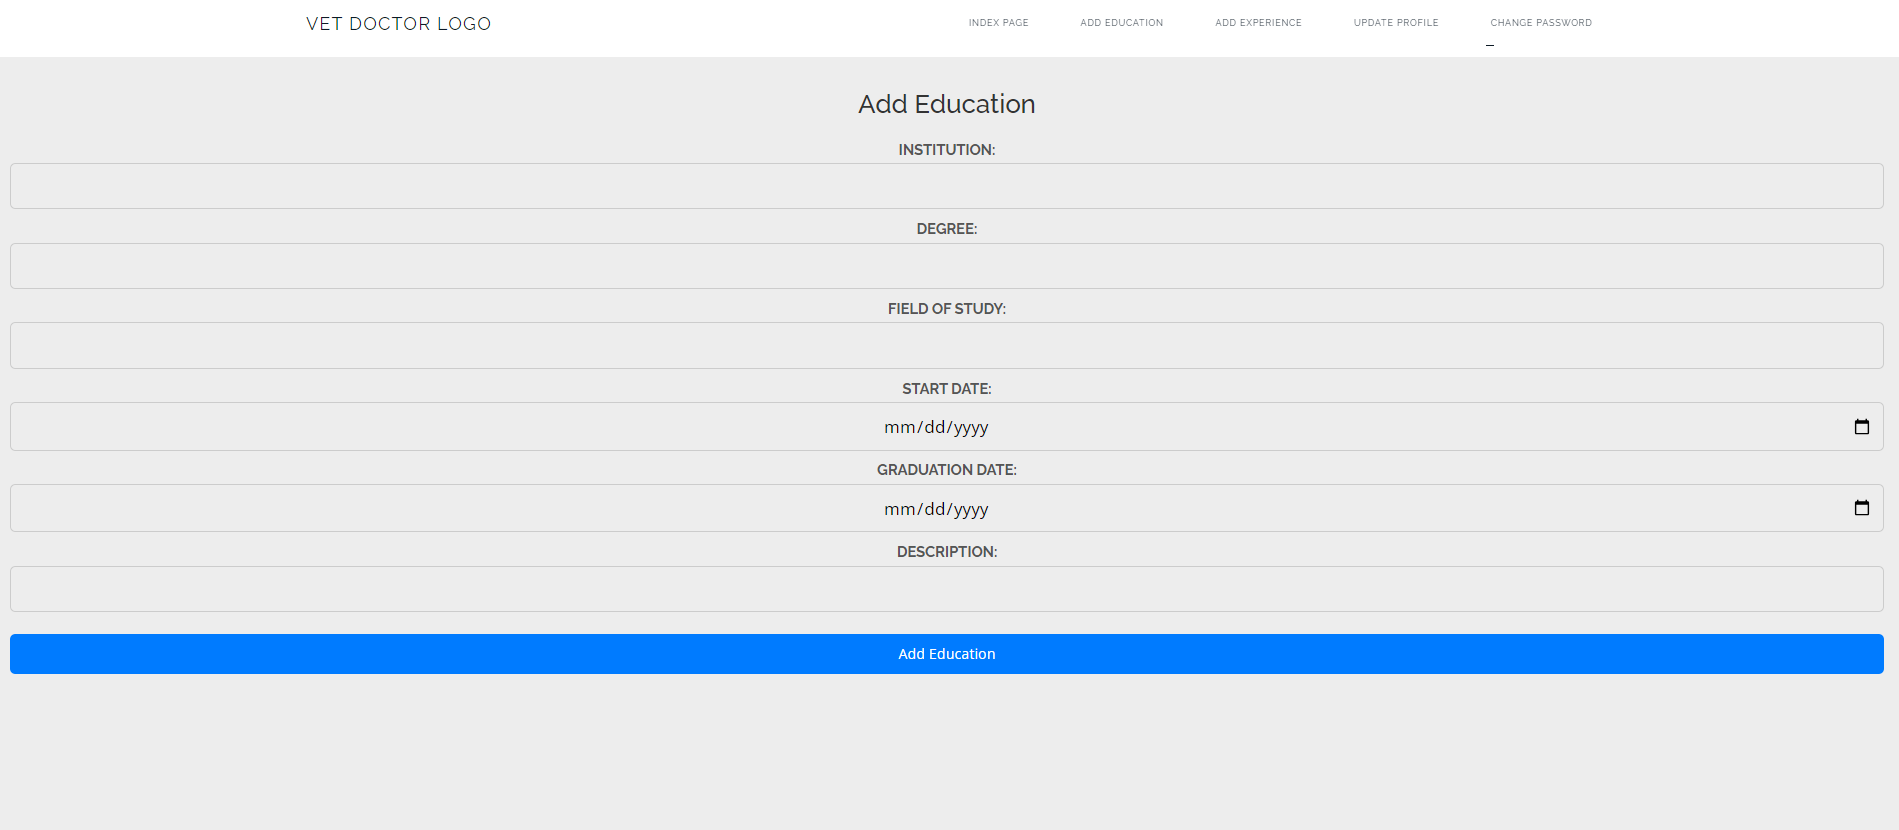 VET DOCTOR LOGO
INDEX PAGE
ADD EDUCATION
ADD EXPERIENCE
UPDATE PROFILE
CHANGE PASSWORD
Add Education
INSTITUTION:
DEGREE:
FIELD OF STUDY:
START DATE:
mm/dd/yyyy
GRADUATION DATE:
mm/dd/yyyy
DESCRIPTION:
Add Education